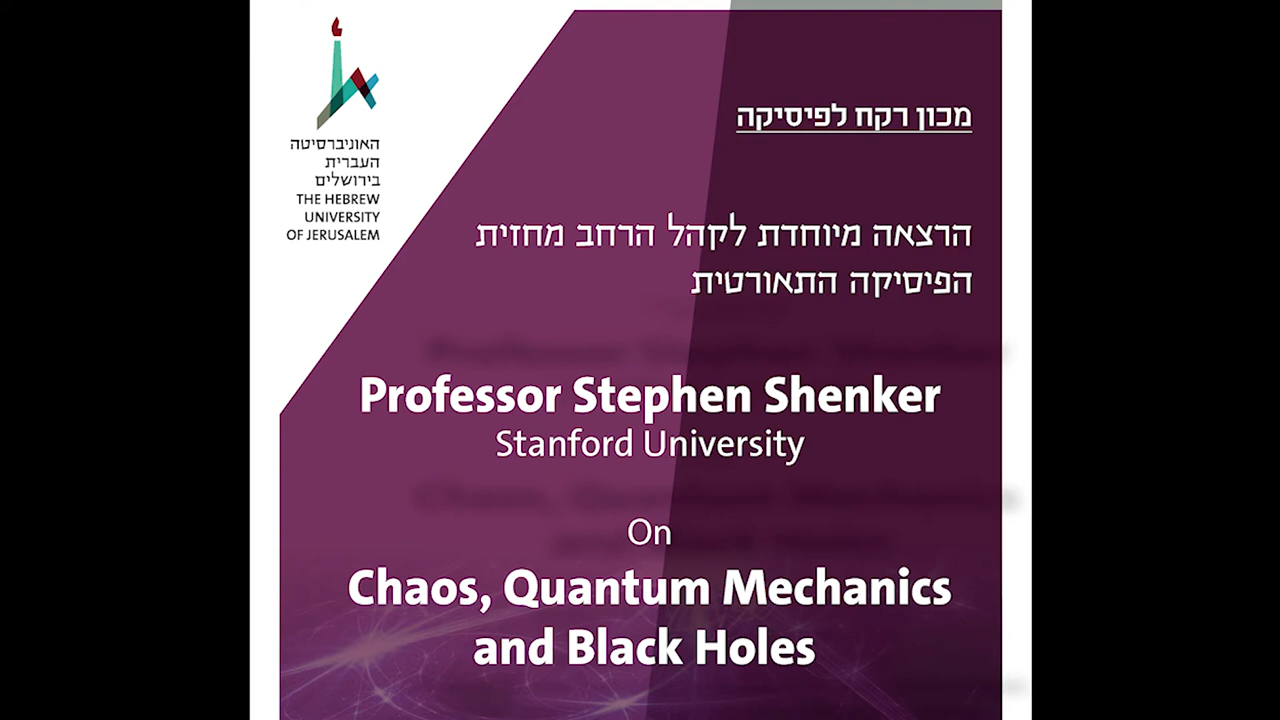 האוניברסיטה
העברית
בירושלים
THE HEBREW
UNIVERSITY
OF JERUSALEM
מכון רקח לפיסיקה
הרצאה מיוחדת לקהל הרחב מחזית
הפיסיקה התאורטית
Professor Stephen Shenker
Stanford University
On
Chaos, Quantum Mechanics
and Black Holes